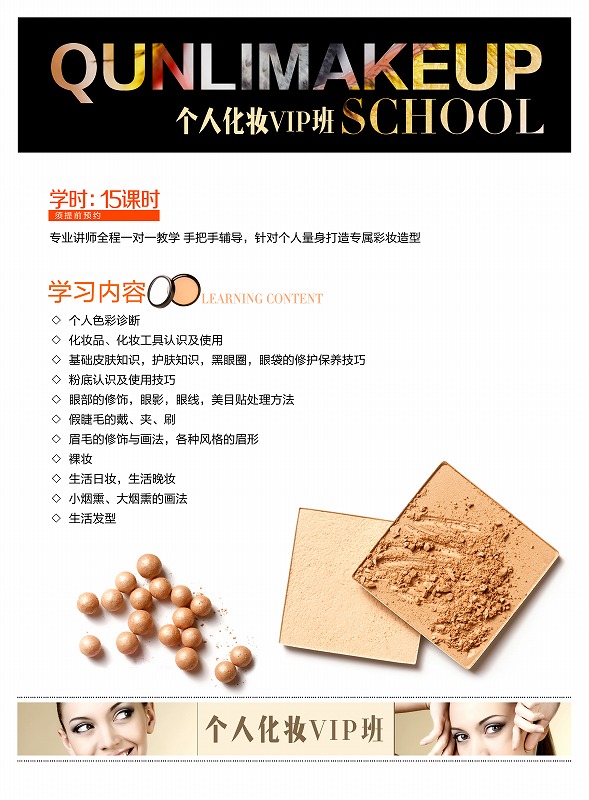 QUNLIMAKEUP
个人化妆VIP班 SCHOOL
学时：15课时
须提前预约
专业讲师全程一对一教学 手把手辅导，针对个人量身打造专属彩妆造型
学习内容 LEARNING CONTENT
◇ 个人色彩诊断
◇ 化妆品、化妆工具认识及使用
◇ 基础皮肤知识，护肤知识，黑眼圈，眼袋的修护保养技巧
◇ 粉底认识及使用技巧
◇ 眼部的修饰，眼影，眼线，美目贴处理方法
◇ 假睫毛的戴、夹、刷
◇ 眉毛的修饰与画法，各种风格的眉形
◇ 裸妆
◇ 生活日妆，生活晚妆
◇ 小烟熏、大烟熏的画法
◇ 生活发型
个人化妆VIP班